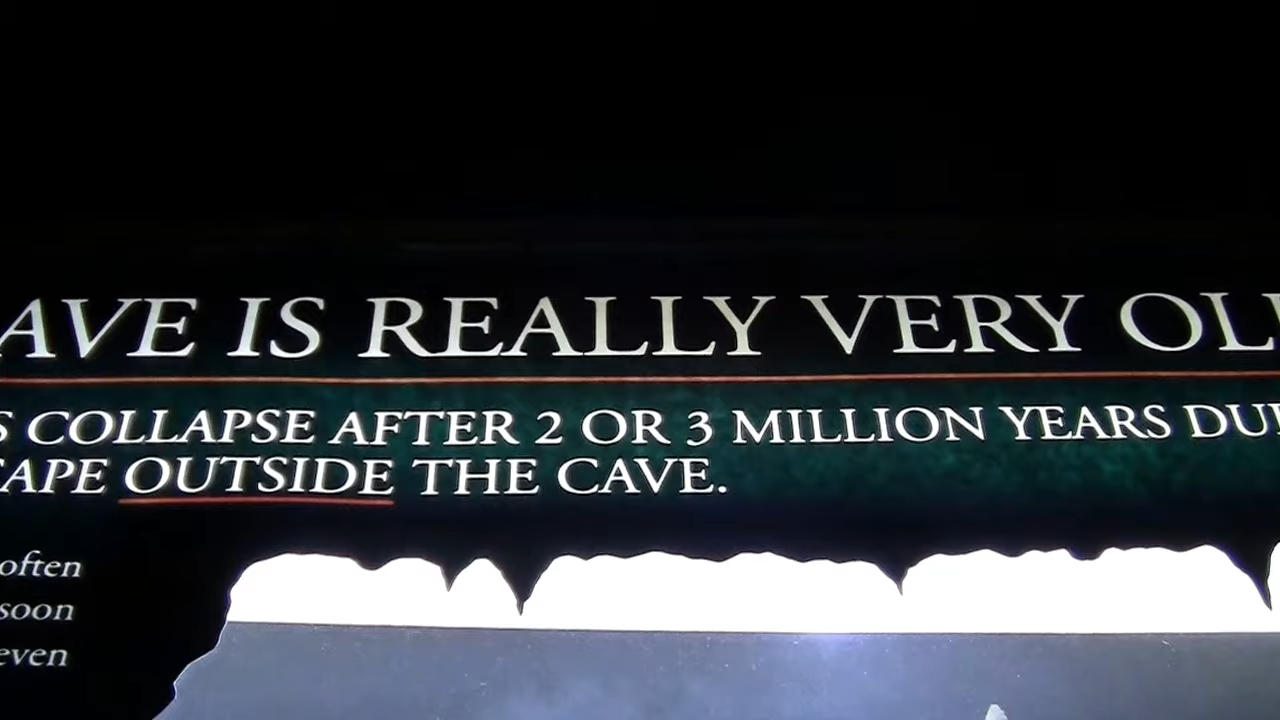 AVE IS REALLY VERY OL
S COLLAPSE AFTER 2 OR 3 MILLION YEARS DU
APE OUTSIDE THE CAVE.
often
soon
even